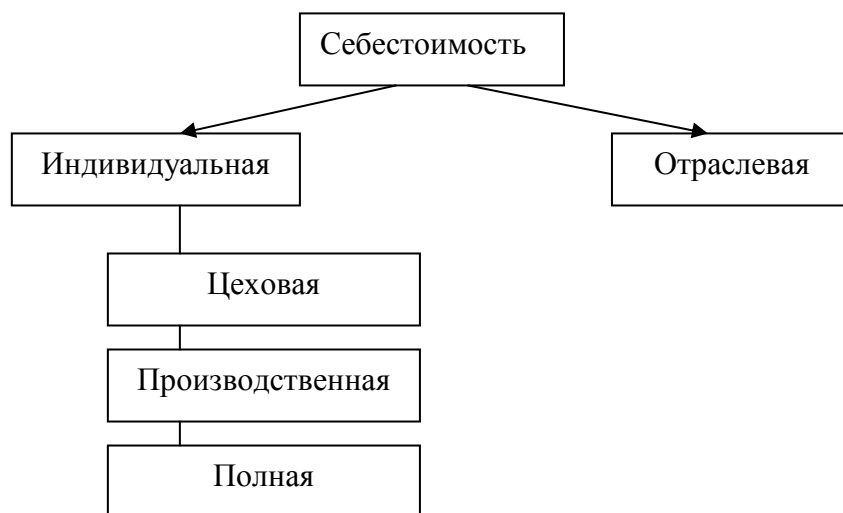 Себестоимость
Индивидуальная
Отраслевая
Цеховая
Производственная
Полная